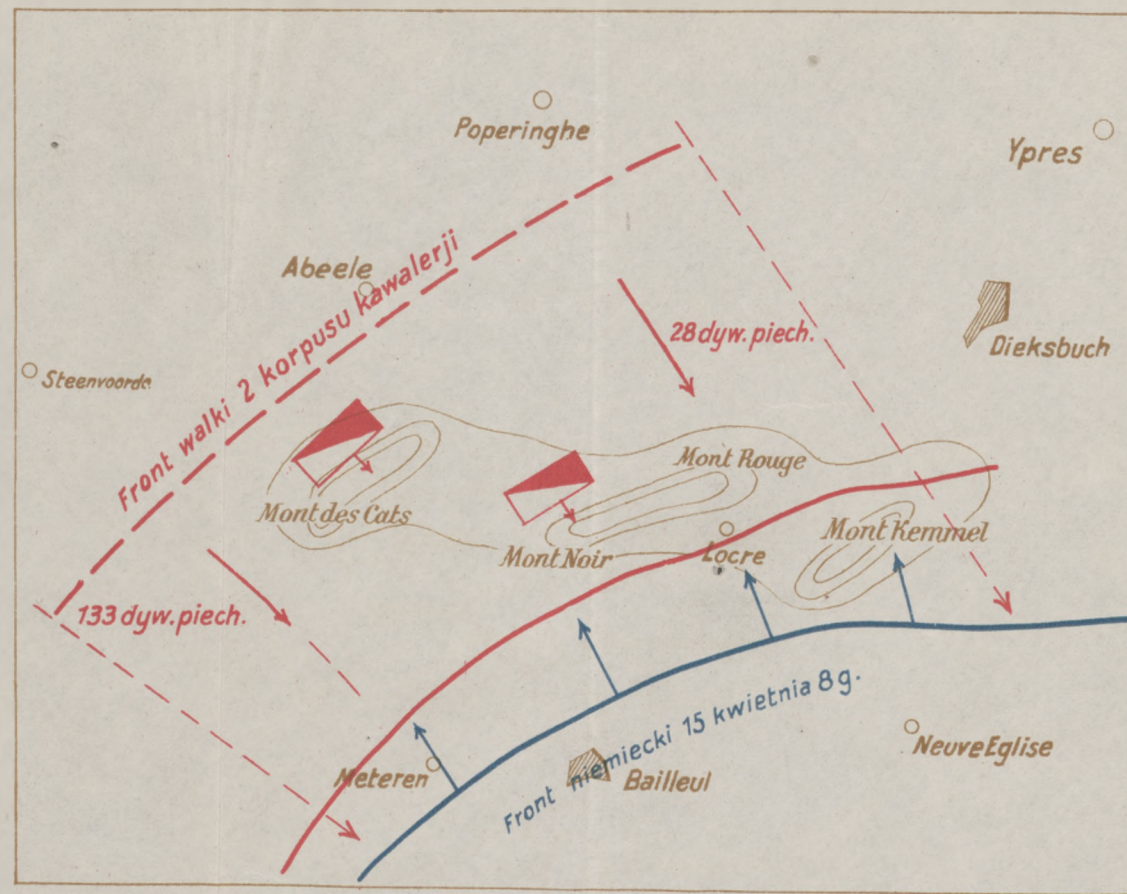 Poperinghe
Ypres
Abeele
Front walki 2 korpusu kawalerji
28 dyw. piech.
Dieksbuch
Steenvoorde
Mont Rouge
Mont des Cats
Mont Kemmel
Mont Noir
Locre
133 dyw. piech.
Front niemiecki 15 kwietnia 8 g.
Neuve Eglise
Meteren
Bailleul